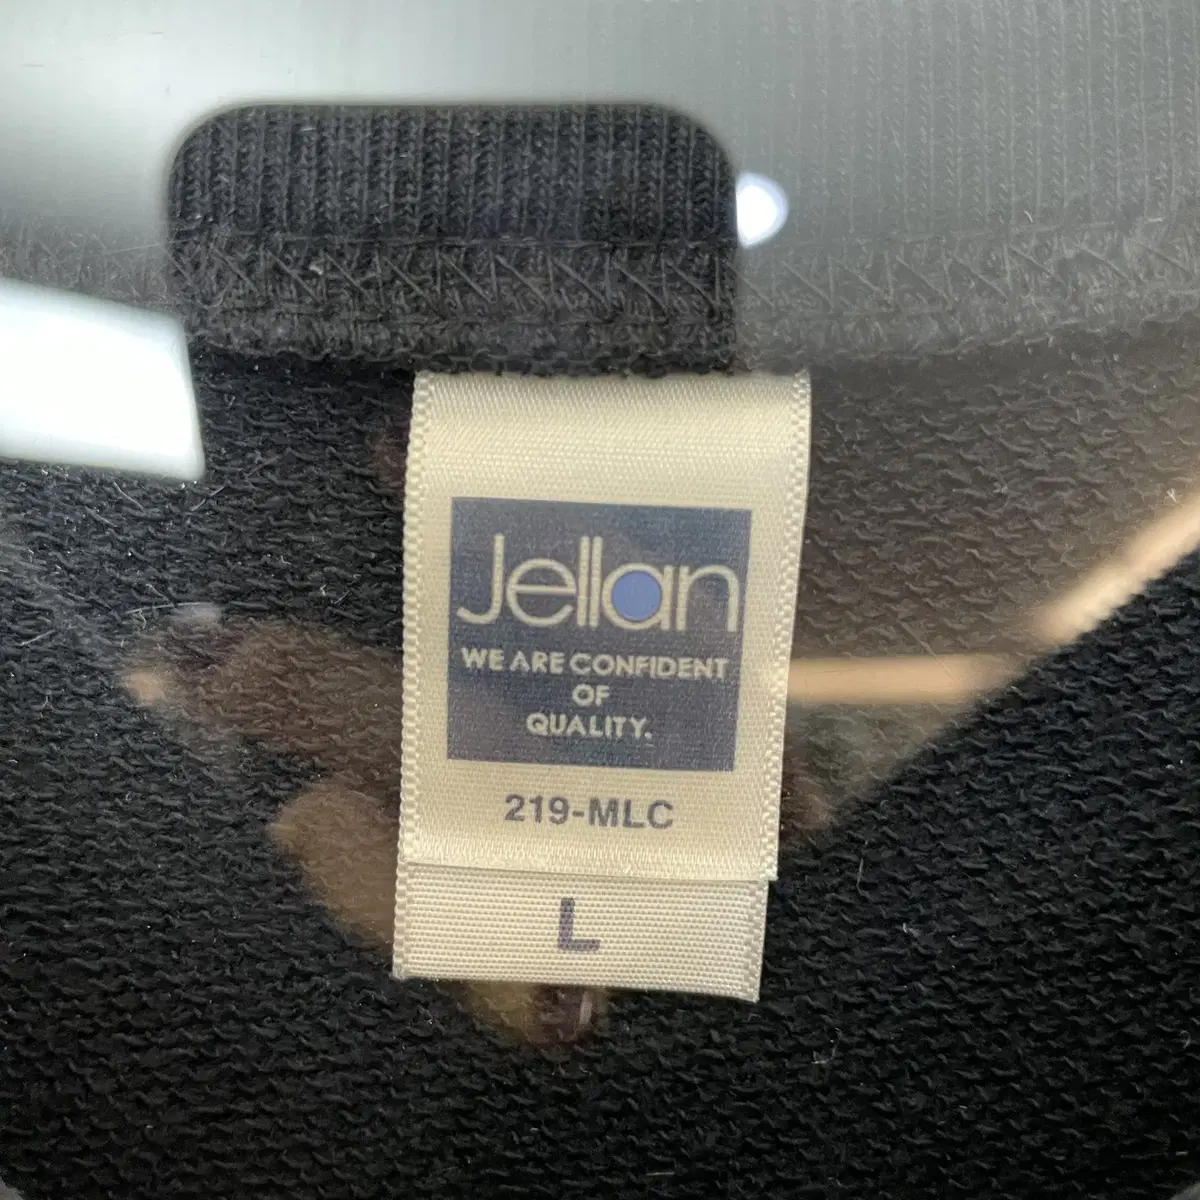 Jellan
WE ARE CONFIDENT
OF
QUALITY.
219-MLC
L